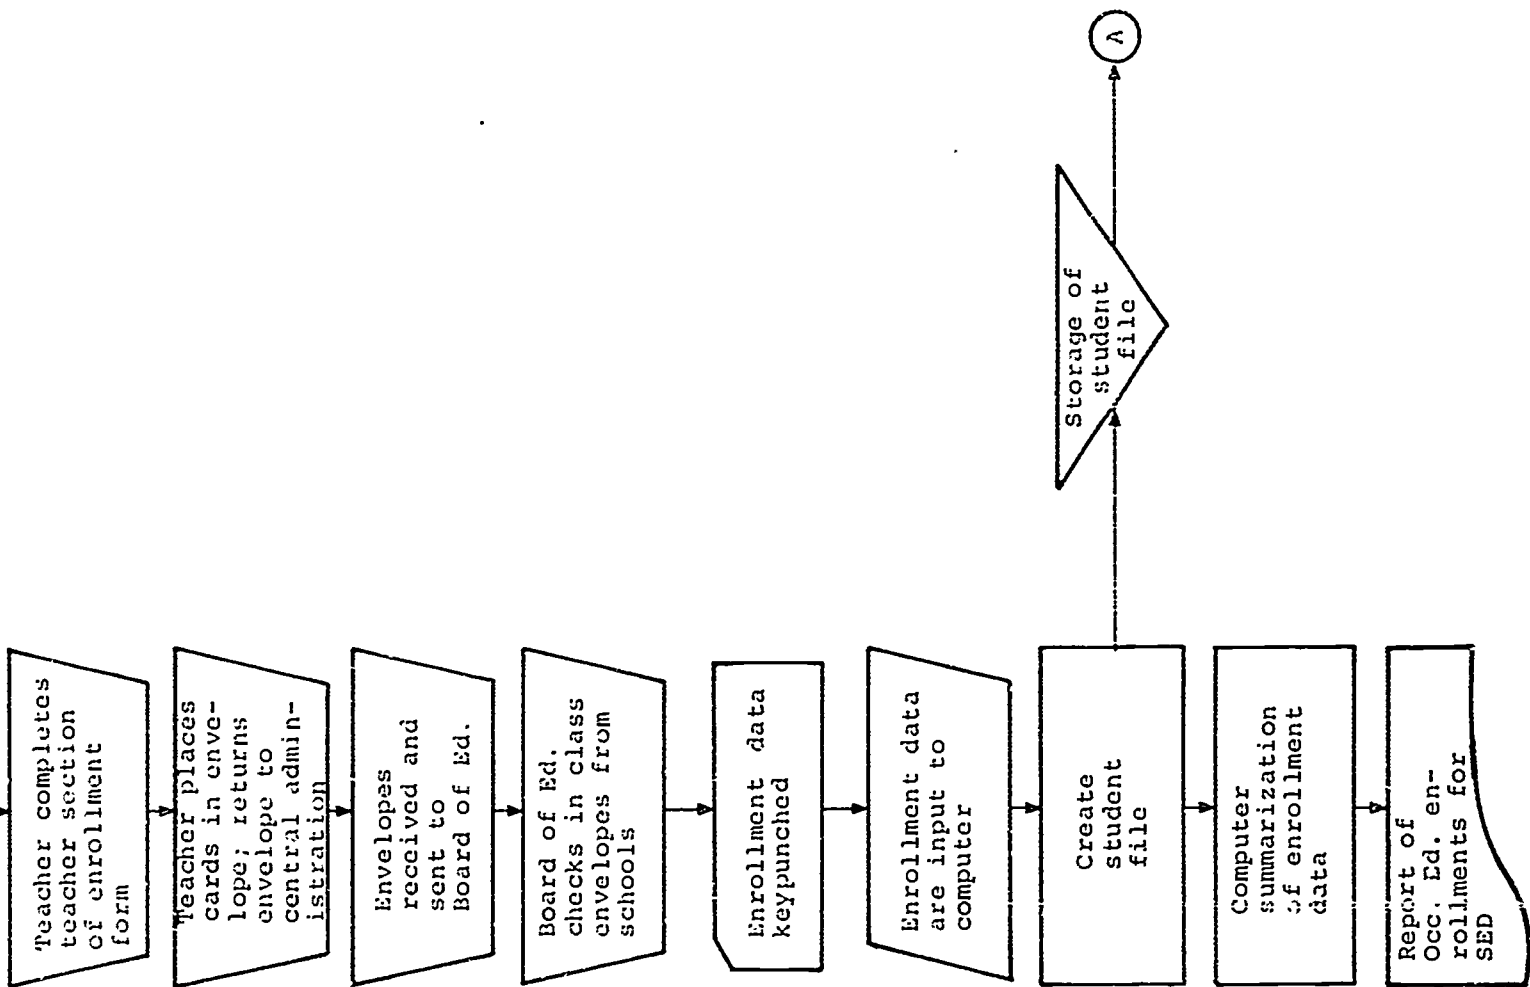 Teacher completes
teacher section
of enrollment
form
Teacher places
cards in enve-
lope; returns
envelope to
central admin-
istration
Envelopes
received and
sent to
Board of Ed.
Board of Ed.
checks in class
envelopes from
schools
Enrollment data
keypunched
Enrollment data
are input to
computer
Create
student
file
Storage of
student
file
A
Computer
summarization
of enrollment
data
Report of
Occ. Ed. en-
rollments for
SED